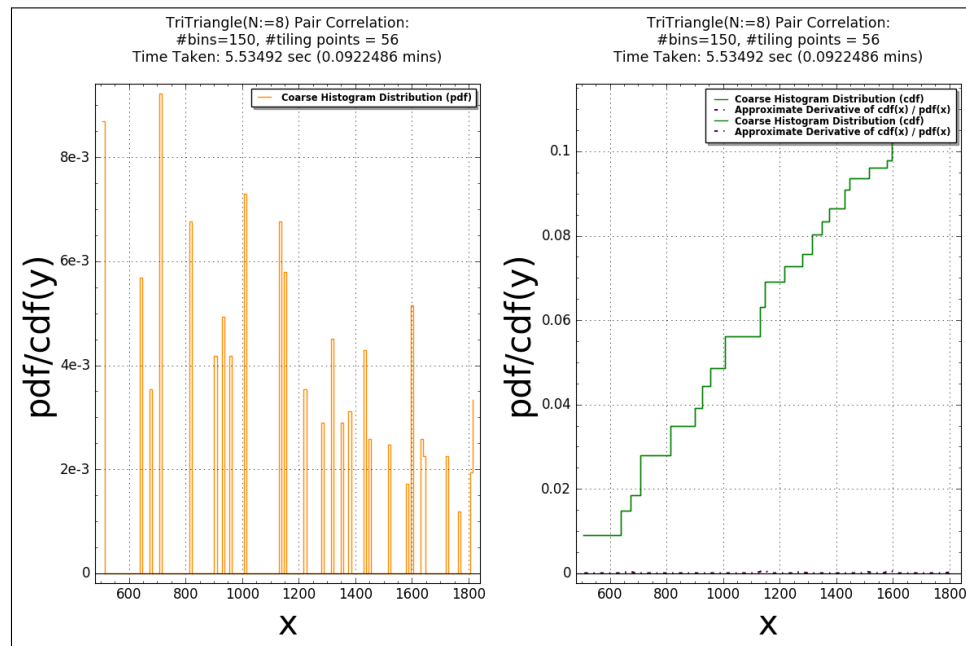 TriTriangle(N:=8) Pair Correlation:
#bins=150, #tiling points = 56
Time Taken: 5.53492 sec (0.0922486 mins)
Coarse Histogram Distribution (pdf)
8e-3
6e-3
4e-3
2e-3
0
pdf/cdf(y)
600
800
1000
1200
1400
1600
1800
x
TriTriangle(N:=8) Pair Correlation:
#bins=150, #tiling points = 56
Time Taken: 5.53492 sec (0.0922486 mins)
Coarse Histogram Distribution (cdf)
Approximate Derivative of cdf(x) / pdf(x)
Coarse Histogram Distribution (cdf)
Approximate Derivative of cdf(x) / pdf(x)
0.1
0.08
0.06
0.04
0.02
0
pdf/cdf(y)
600
800
1000
1200
1400
1600
1800
x